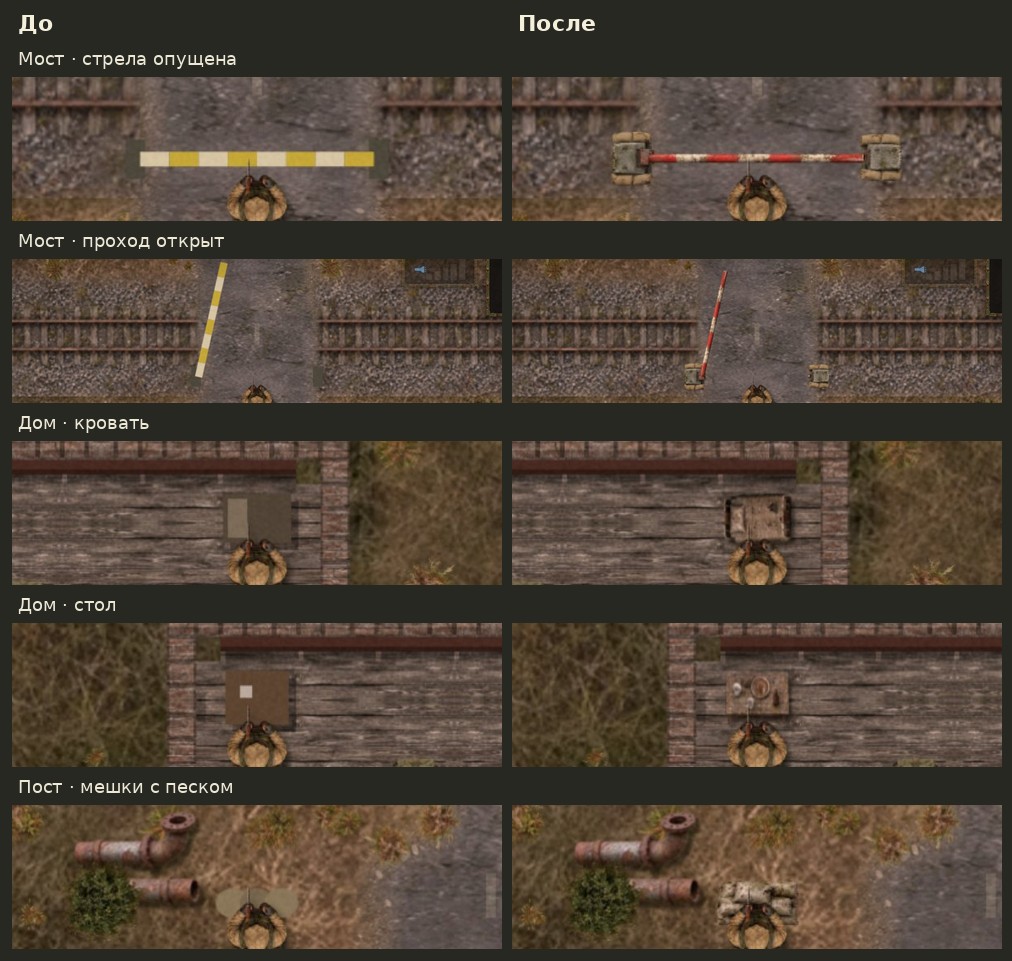 До
После
Мост · стрела опущена
Мост · проход открыт
Дом · кровать
Дом · стол
Пост · мешки с песком